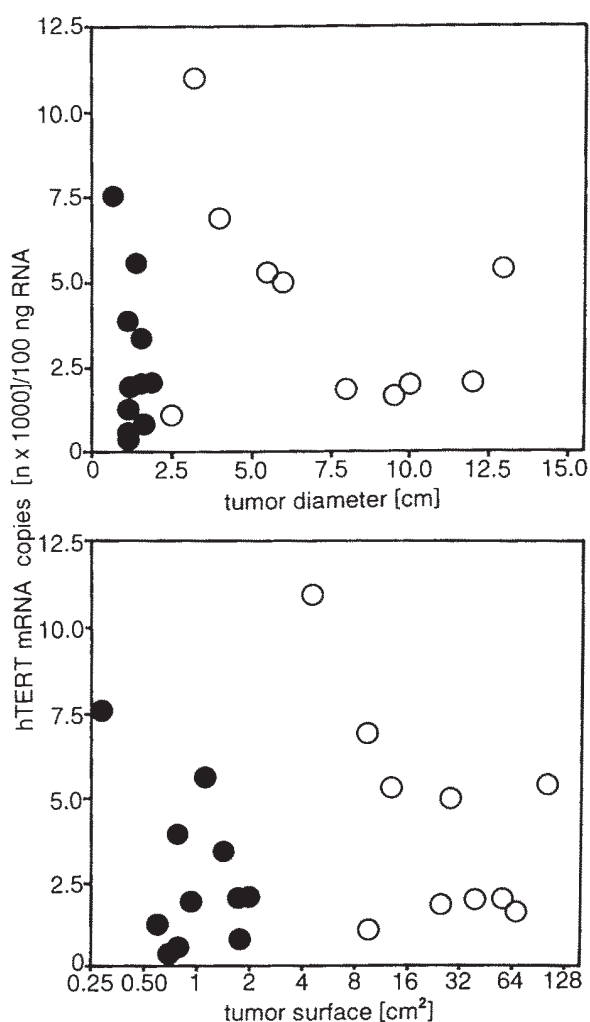 12.5
10.0
7.5
5.0
2.5
0
0 2.5 5.0 7.5 10.0 12.5 15.0
tumor diameter [cm]
hTERT mRNA copies [n x 1000]/100 ng RNA
12.5
10.0
7.5
5.0
2.5
0
0.25 0.50 1 2 4 8 16 32 64 128
tumor surface [cm²]